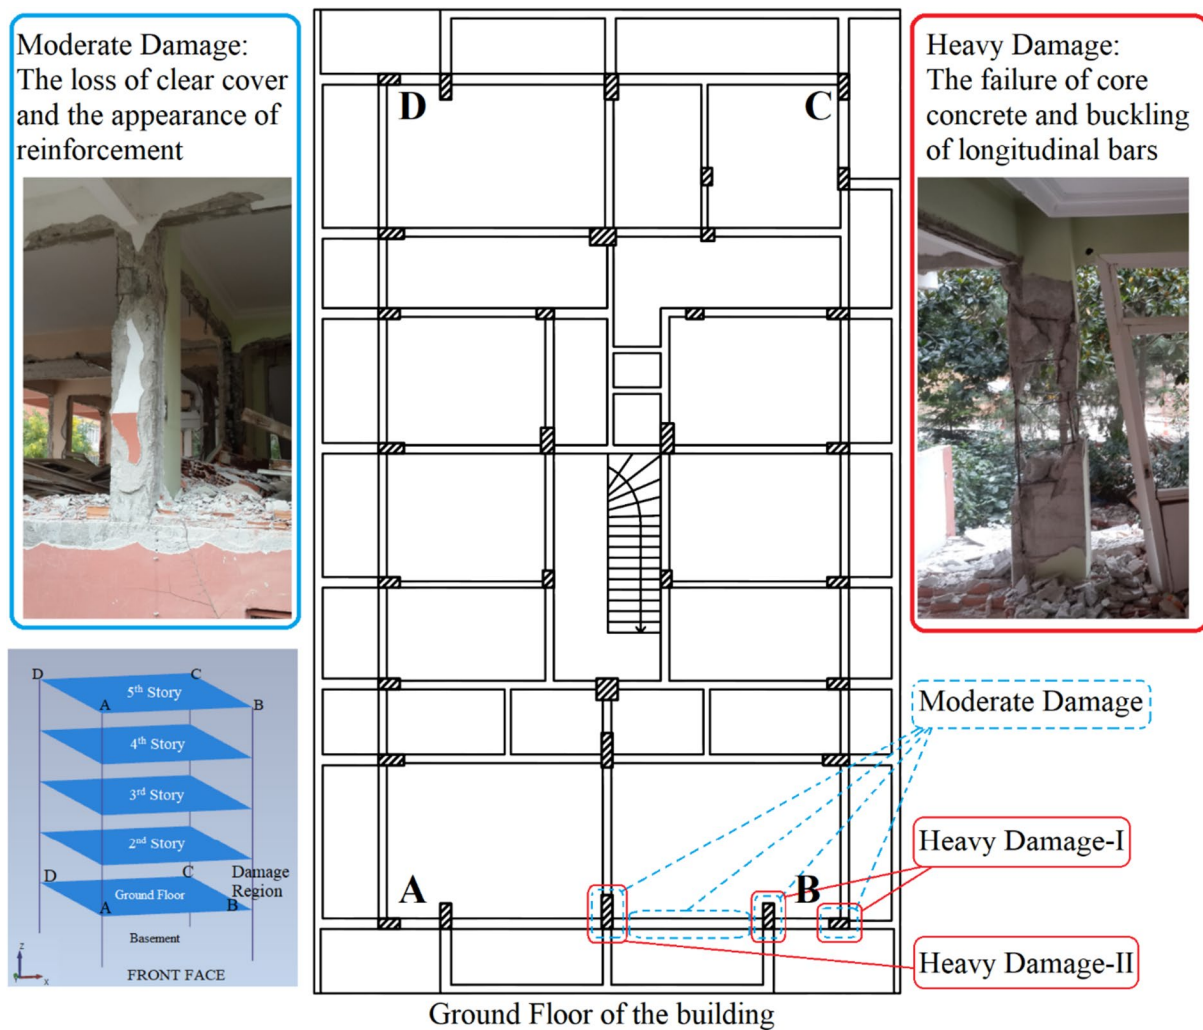 Moderate Damage:
The loss of clear cover
and the appearance of
reinforcement
D
C
A
B
Heavy Damage:
The failure of core
concrete and buckling
of longitudinal bars
D
C
5th Story
A
B
4th Story
3rd Story
2nd Story
D
C
Damage
Region
Ground Floor
A
B
Basement
z
x
FRONT FACE
Moderate Damage
Heavy Damage-I
Heavy Damage-II
Ground Floor of the building